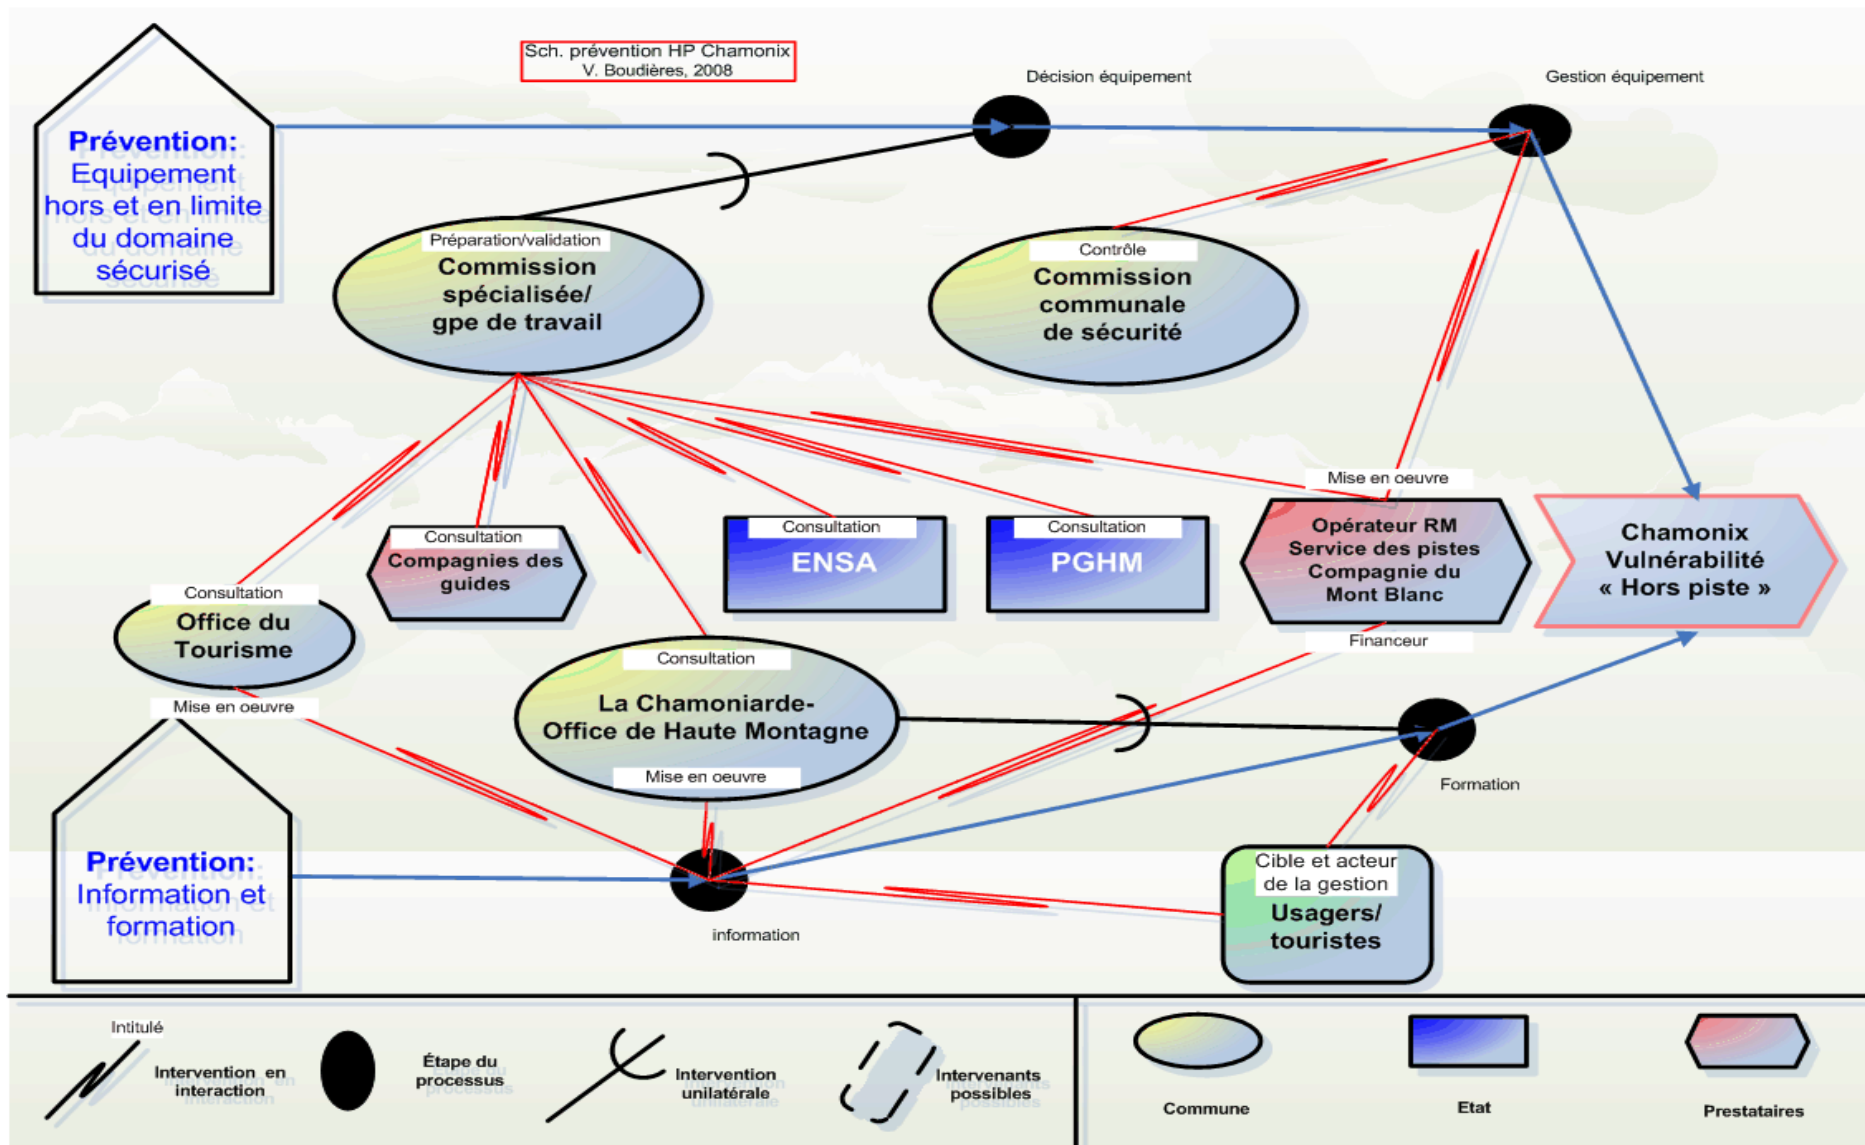 Sch. prévention HP Chamonix
V. Boudières, 2008
Décision équipement
Gestion équipement
Prévention:
Equipement
hors et en limite
du domaine
sécurisé
Préparation/validation
Commission
spécialisée/
gpe de travail
Contrôle
Commission
communale
de sécurité
Consultation
Office du
Tourisme
Mise en oeuvre
Consultation
Compagnies des
guides
Consultation
ENSA
Consultation
PGHM
Mise en oeuvre
Opérateur RM
Service des pistes
Compagnie du
Mont Blanc
Financeur
Chamonix
Vulnérabilité
« Hors piste »
Consultation
La Chamoniarde-
Office de Haute Montagne
Mise en oeuvre
Formation
Prévention:
Information et
formation
information
Cible et acteur
de la gestion
Usagers/
touristes
Intitulé
Intervention en
interaction
Étape du
processus
Intervention
unilatérale
Intervenants
possibles
Commune
Etat
Prestataires